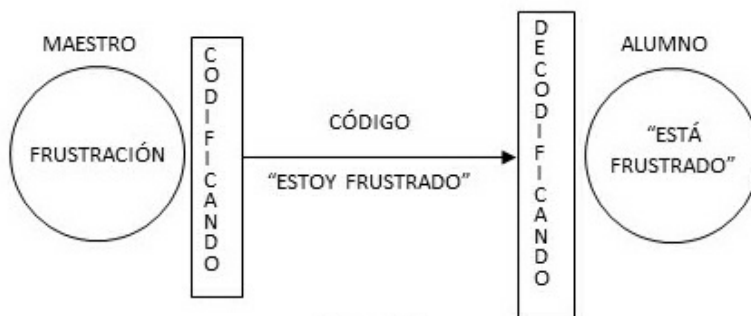 MAESTRO
FRUSTRACIÓN
CODIFICANDO
CÓDIGO
“ESTOY FRUSTRADO”
DECODIFICANDO
ALUMNO
“ESTÁ
FRUSTRADO”